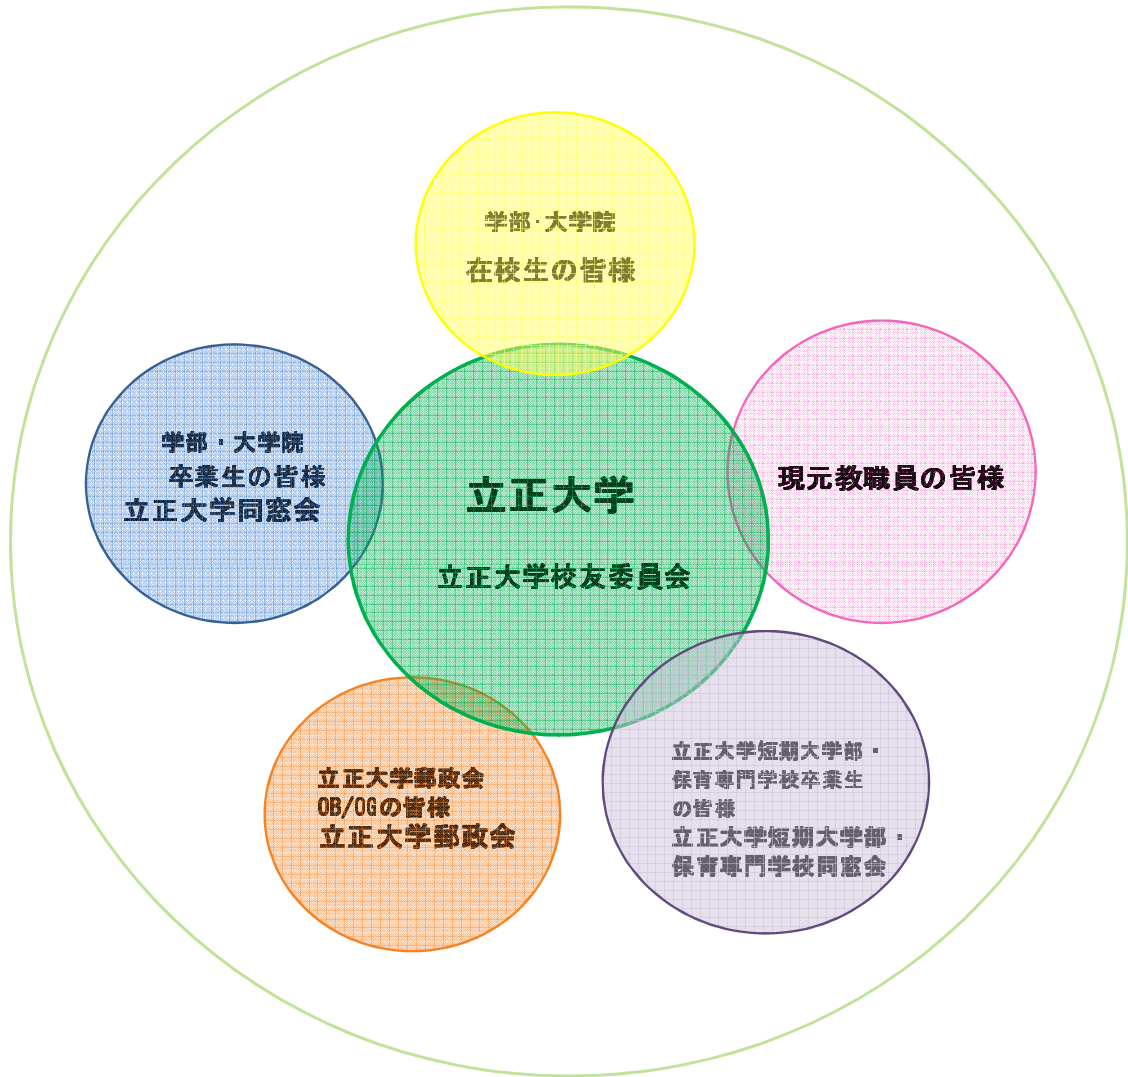 学部・大学院
在校生の皆様
学部・大学院
卒業生の皆様
立正大学同窓会
立正大学
立正大学校友委員会
現元教職員の皆様
立正大学郵政会
OB/OGの皆様
立正大学郵政会
立正大学短期大学部・
保育専門学校卒業生
の皆様
立正大学短期大学部・
保育専門学校同窓会